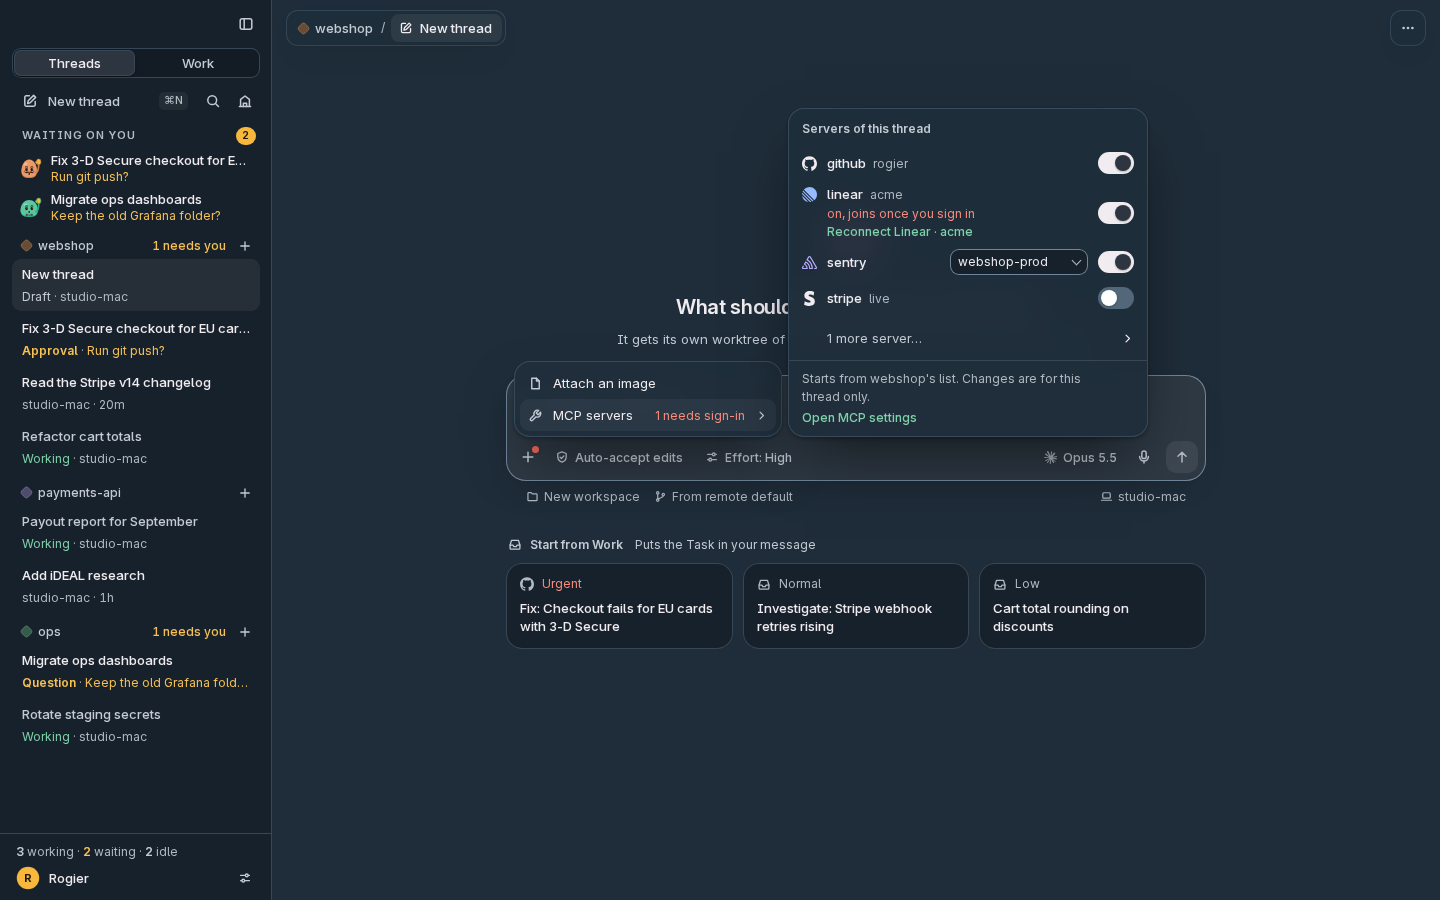 Threads
Work
New thread
⌘N
WAITING ON YOU
2
Fix 3-D Secure checkout for E…
Run git push?
Migrate ops dashboards
Keep the old Grafana folder?
webshop
1 needs you
New thread
Draft · studio-mac
Fix 3-D Secure checkout for EU car…
Approval · Run git push?
Read the Stripe v14 changelog
studio-mac · 20m
Refactor cart totals
Working · studio-mac
payments-api
Payout report for September
Working · studio-mac
Add iDEAL research
studio-mac · 1h
ops
1 needs you
Migrate ops dashboards
Question · Keep the old Grafana fold…
Rotate staging secrets
Working · studio-mac
3 working · 2 waiting · 2 idle
R
Rogier
webshop / New thread
Servers of this thread
github rogier
linear acme
on, joins once you sign in
Reconnect Linear · acme
sentry
webshop-prod
stripe live
1 more server…
Starts from webshop's list. Changes are for this
thread only.
Open MCP settings
What
It gets its own worktree of
Attach an image
MCP servers
1 needs sign-in
Auto-accept edits
Effort: High
Opus 5.5
New workspace
From remote default
studio-mac
Start from Work
Puts the Task in your message
Urgent
Fix: Checkout fails for EU cards
with 3-D Secure
Normal
Investigate: Stripe webhook
retries rising
Low
Cart total rounding on
discounts